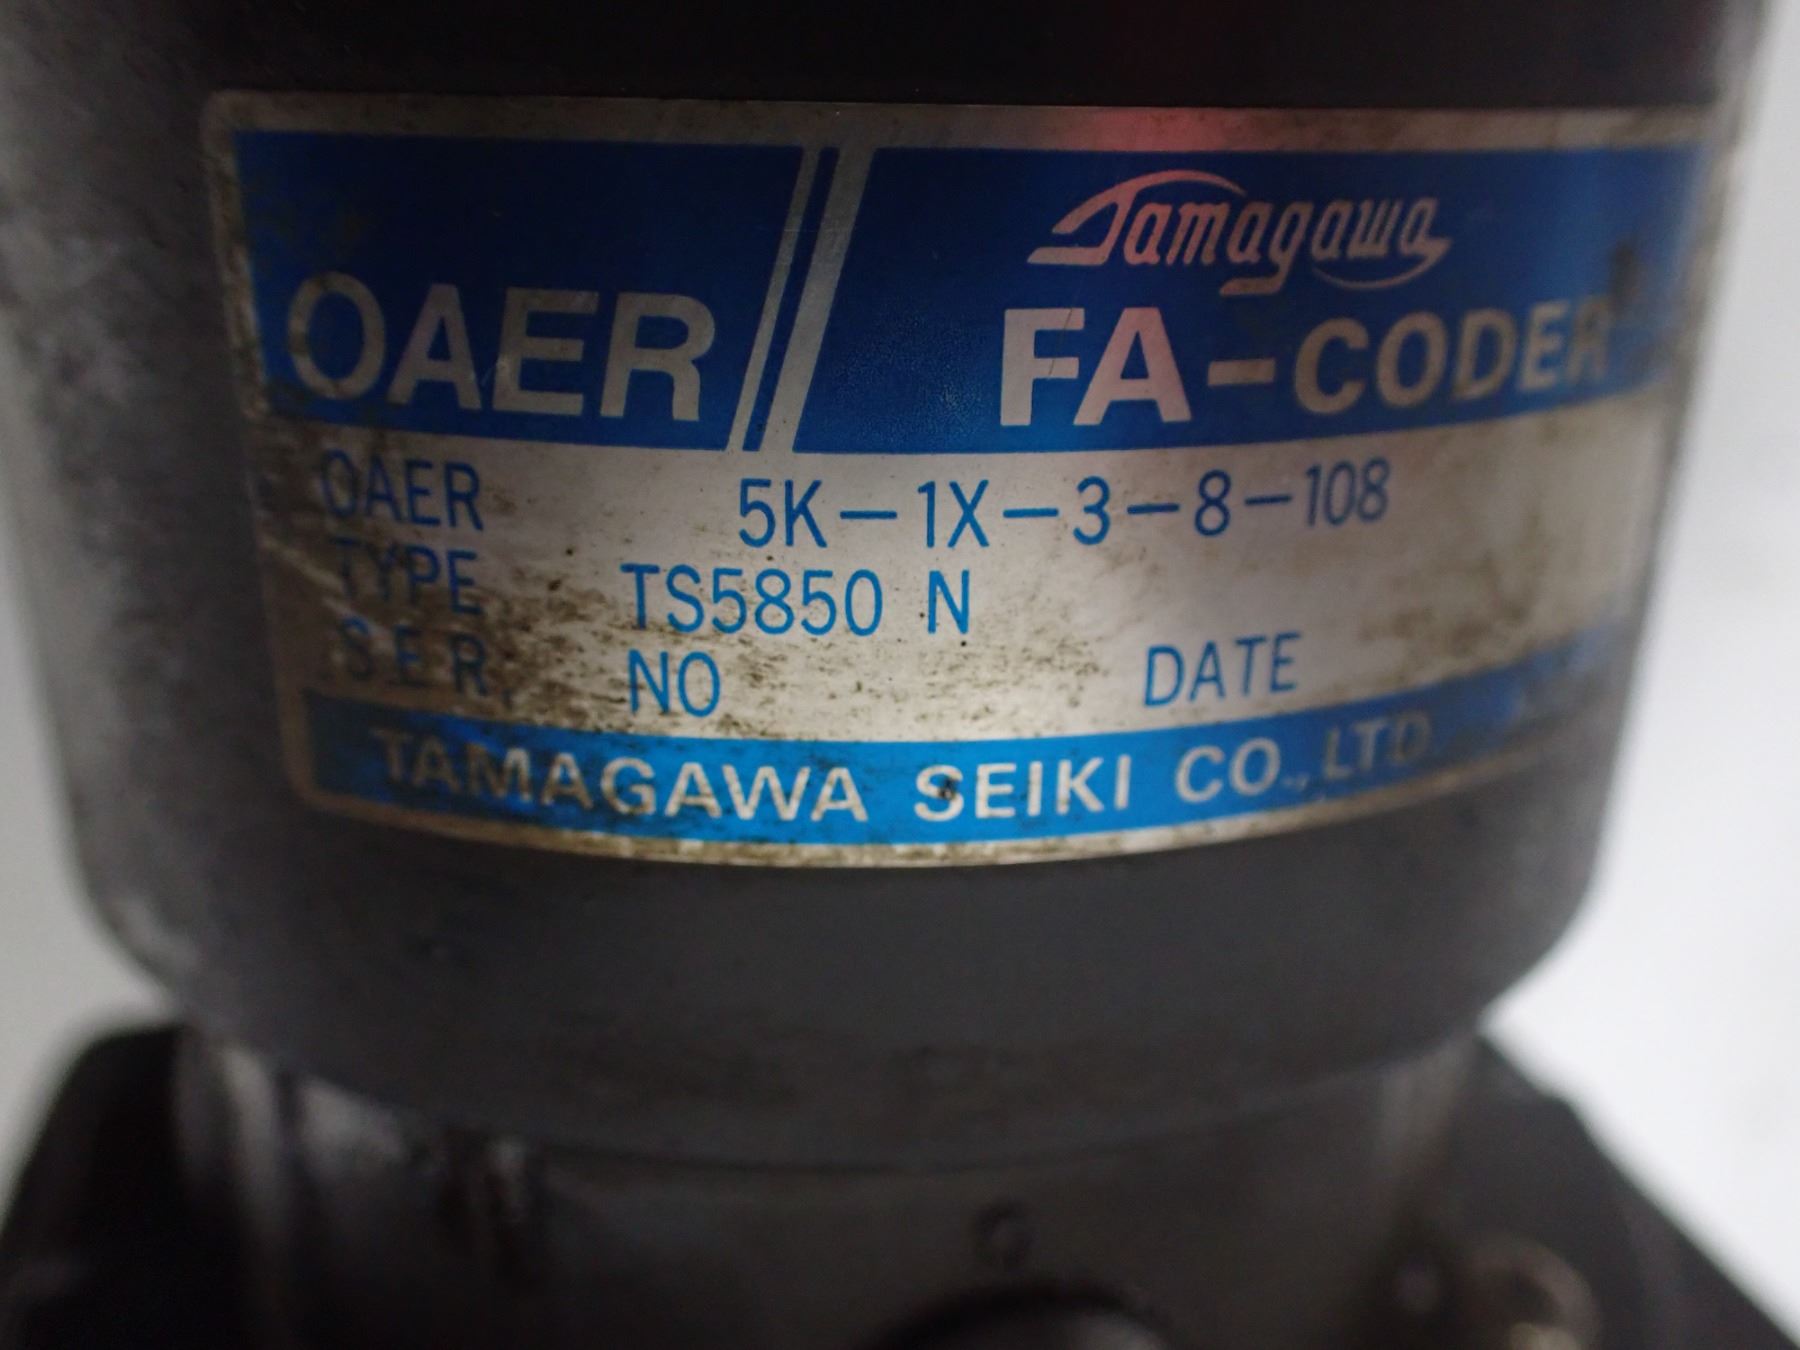 Tamagawa
OAER FA-CODER
OAER 5K-1X-3-8-108
TYPE TS5850 N
SER. NO DATE
TAMAGAWA SEIKI CO., LTD.